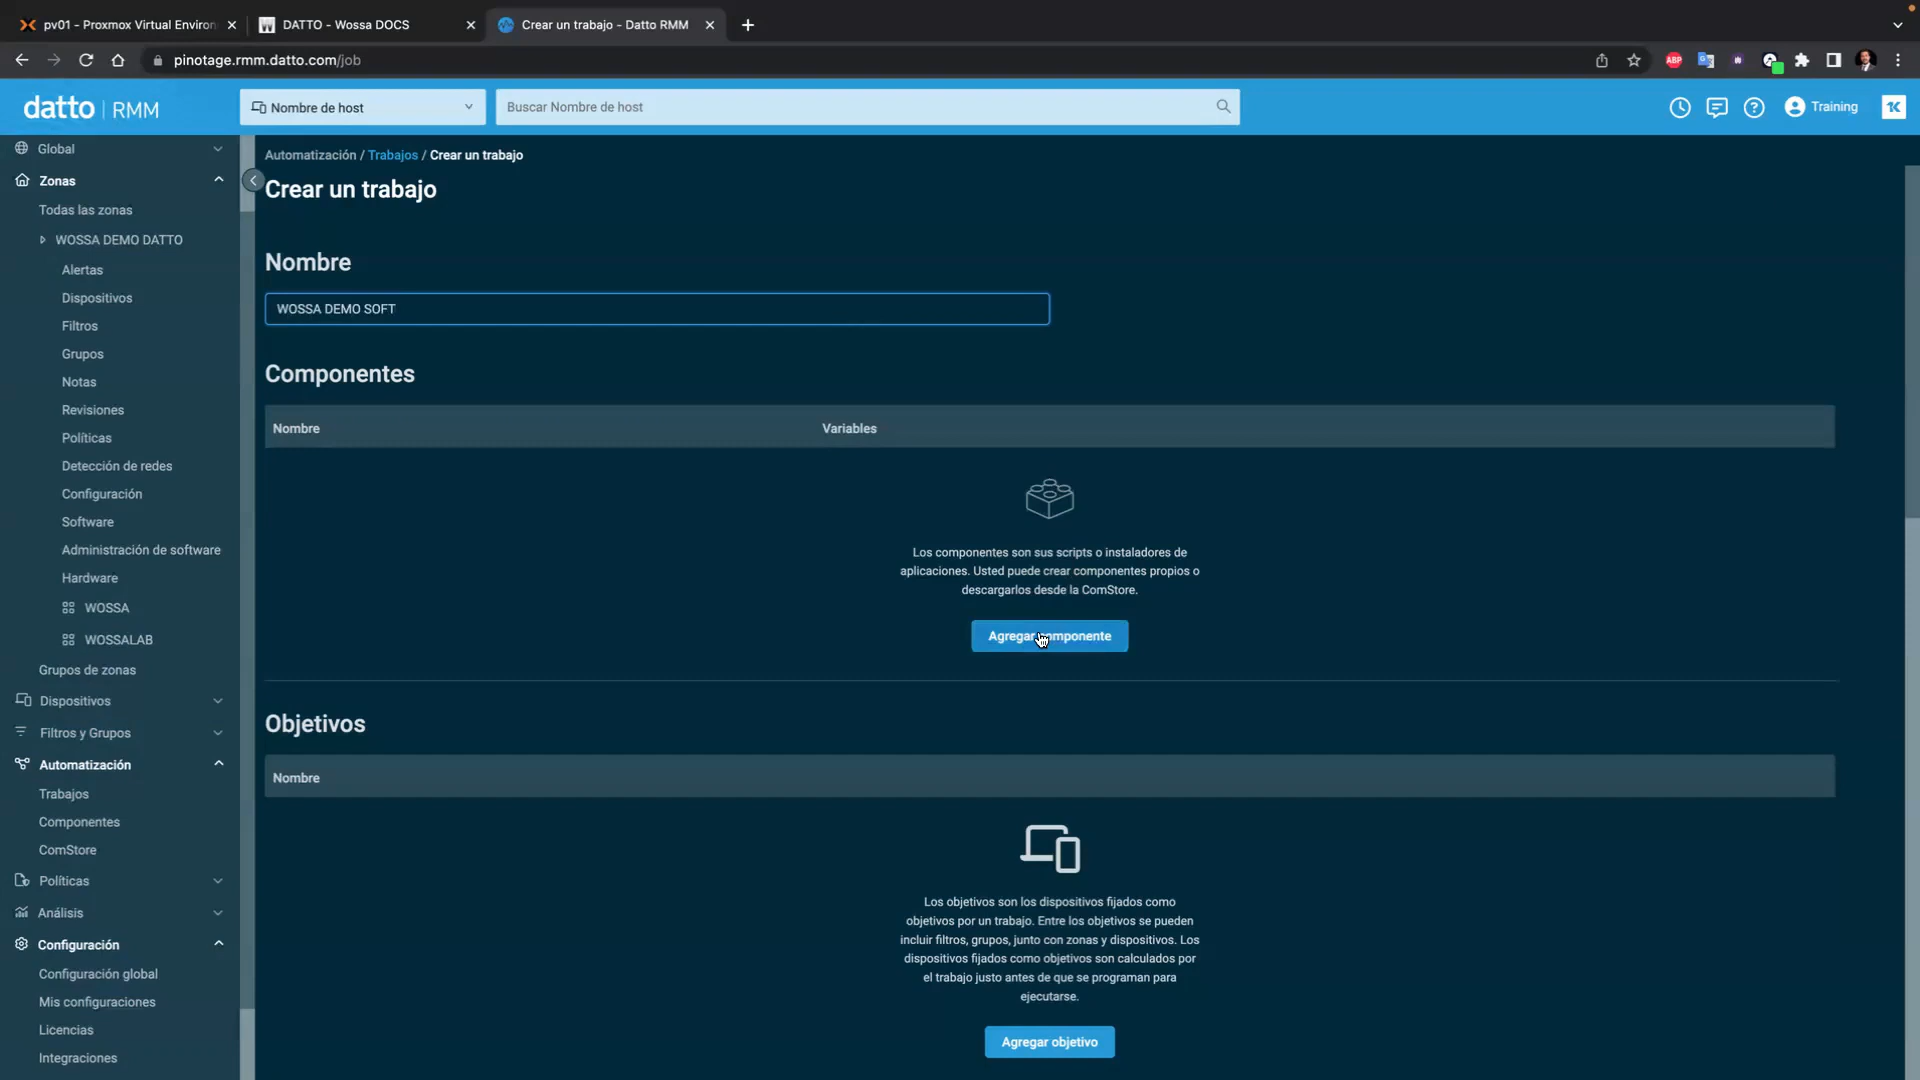 pv01 - Proxmox Virtual Environ
DATTO - Wossa DOCS
Crear un trabajo - Datto RMM
pinotage.rmm.datto.com/job
ABP
datto | RMM
Nombre de host
Buscar Nombre de host
Training
Global
Zonas
Todas las zonas
WOSSA DEMO DATTO
Alertas
Dispositivos
Filtros
Grupos
Notas
Revisiones
Políticas
Detección de redes
Configuración
Software
Administración de software
Hardware
WOSSA
WOSSALAB
Grupos de zonas
Dispositivos
Filtros y Grupos
Automatización
Trabajos
Componentes
ComStore
Políticas
Análisis
Configuración
Configuración global
Mis configuraciones
Licencias
Integraciones
Automatización / Trabajos / Crear un trabajo
Crear un trabajo
Nombre
WOSSA DEMO SOFT
Componentes
Nombre Variables
Los componentes son sus scripts o instaladores de
aplicaciones. Usted puede crear componentes propios o
descargarlos desde la ComStore.
Agregar componente
Objetivos
Nombre
Los objetivos son los dispositivos fijados como
objetivos por un trabajo. Entre los objetivos se pueden
incluir filtros, grupos, junto con zonas y dispositivos. Los
dispositivos fijados como objetivos son calculados por
el trabajo justo antes de que se programan para
ejecutarse.
Agregar objetivo